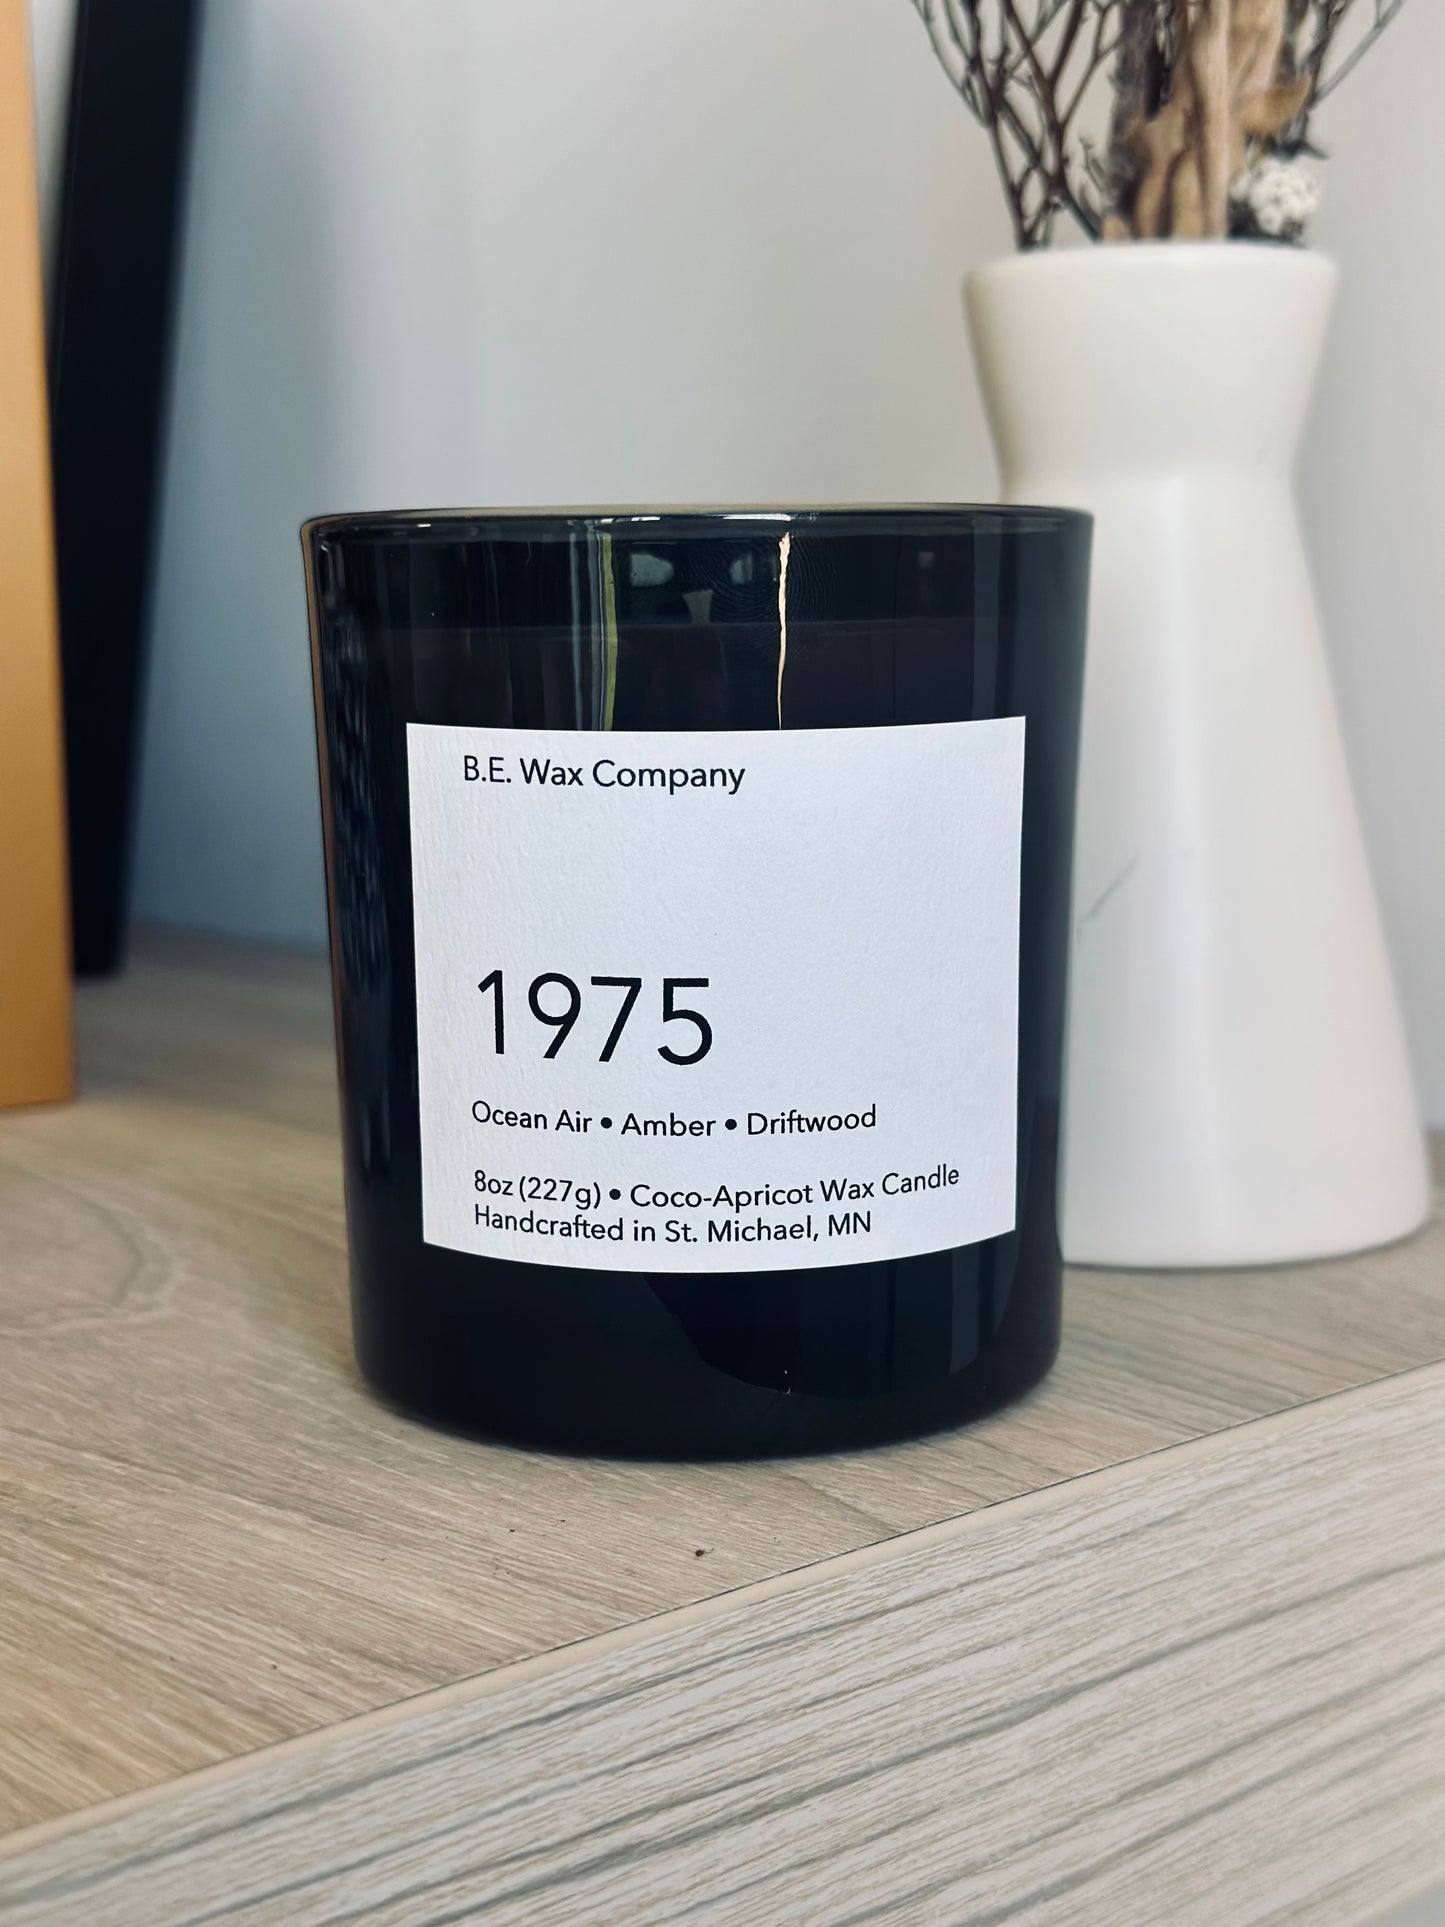 B.E. Wax Company
1975
Ocean Air • Amber • Driftwood
8oz (227g) • Coco-Apricot Wax Candle
Handcrafted in St. Michael, MN